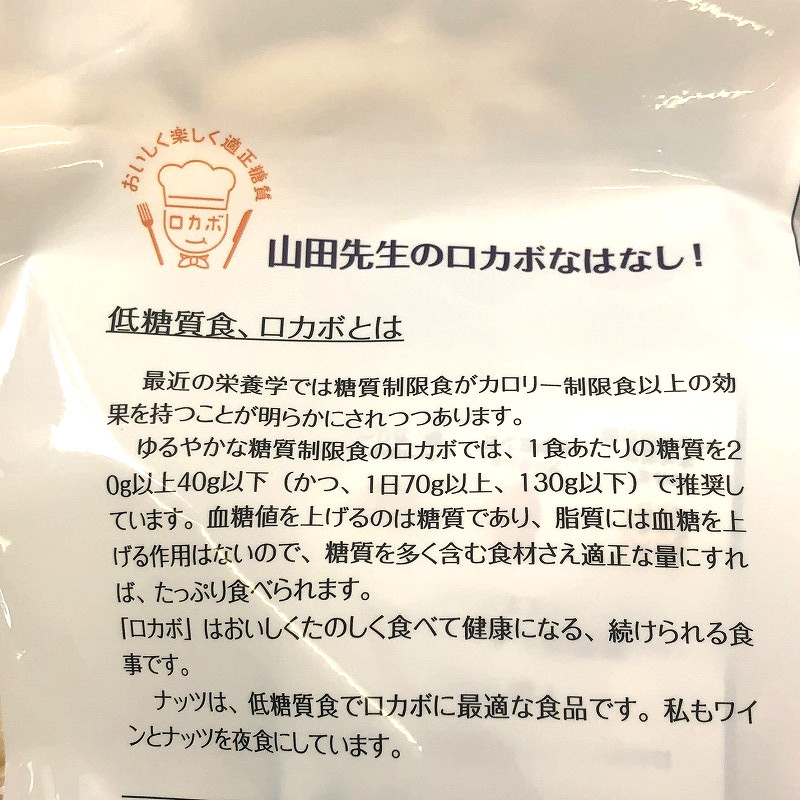 おいしく楽しく適正糖質
ロカボ
山田先生のロカボなはなし！
低糖質食、ロカボとは
最近の栄養学では糖質制限食がカロリー制限食以上の効
果を持つことが明らかにされつつあります。
ゆるやかな糖質制限食のロカボでは、1食あたりの糖質を2
0g以上40g以下（かつ、1日70g以上、130g以下）で推奨し
ています。血糖値を上げるのは糖質であり、脂質には血糖を上
げる作用はないので、糖質を多く含む食材さえ適正な量にすれ
ば、たっぷり食べられます。
「ロカボ」はおいしくたのしく食べて健康になる、続けられる食
事です。
ナッツは、低糖質食でロカボに最適な食品です。私もワイ
ンとナッツを夜食にしています。